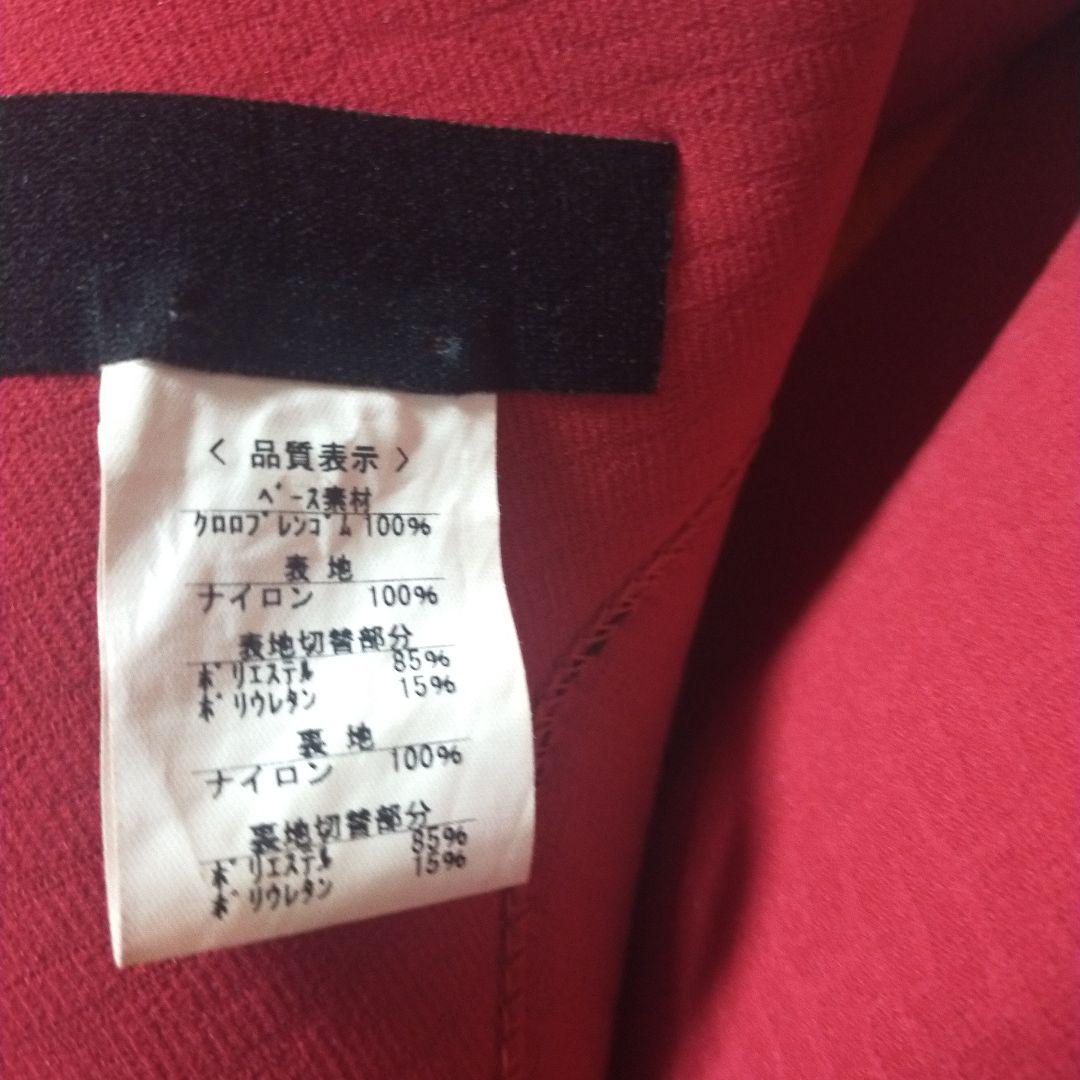 < 品質表示 >
ﾍﾞｰｽ素材
ｸﾛﾛﾌﾟﾚﾝｺﾞﾑ 100%
表 地
ナイロン 100%
表地切替部分
ﾎﾟﾘｴｽﾃﾙ 85%
ﾎﾟﾘｳﾚﾀﾝ 15%
裏 地
ナイロン 100%
裏地切替部分
ﾎﾟﾘｴｽﾃﾙ 85%
ﾎﾟﾘｳﾚﾀﾝ 15%